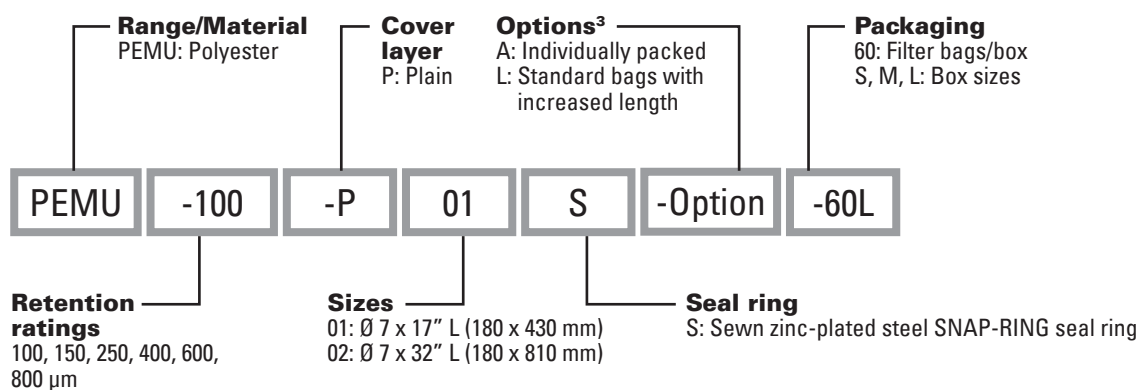 Range/Material
PEMU: Polyester
Cover
layer
P: Plain
Options³
A: Individually packed
L: Standard bags with
increased length
Packaging
60: Filter bags/box
S, M, L: Box sizes
PEMU -100 -P 01 S -Option -60L
Retention
ratings
100, 150, 250, 400, 600,
800 µm
Sizes
01: Ø 7 x 17” L (180 x 430 mm)
02: Ø 7 x 32” L (180 x 810 mm)
Seal ring
S: Sewn zinc-plated steel SNAP-RING seal ring